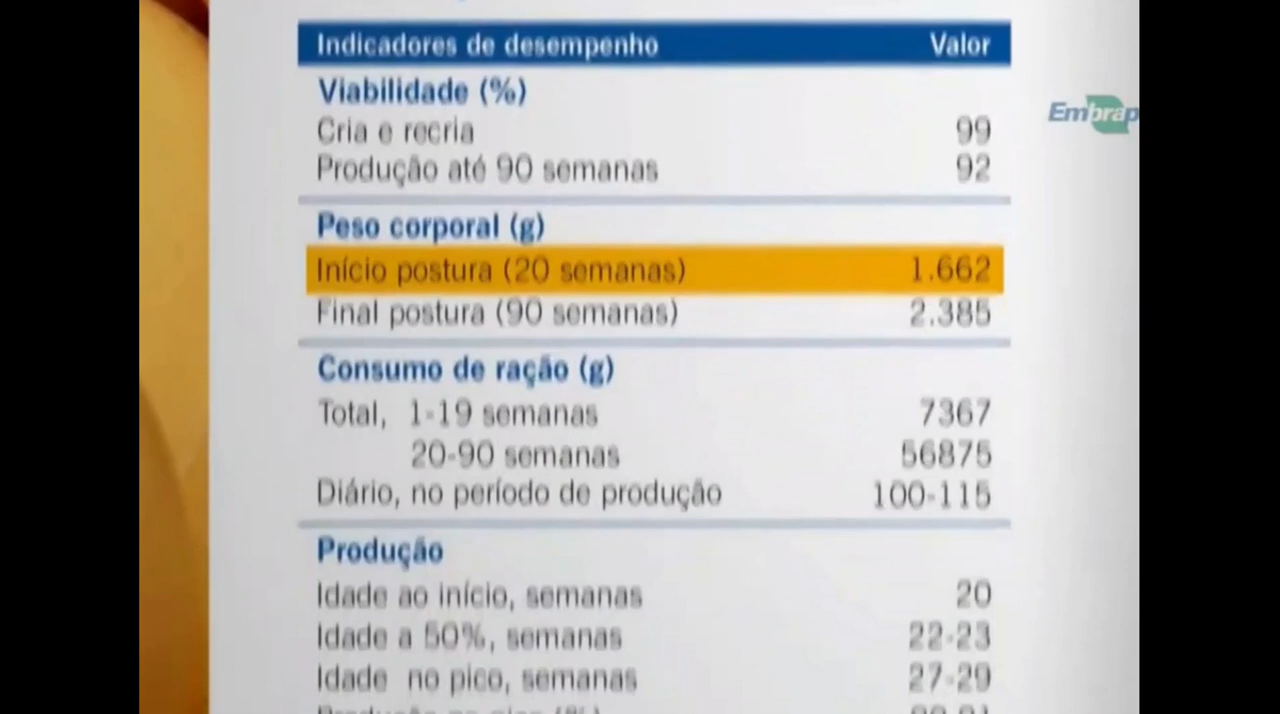 Indicadores de desempenho Valor
Viabilidade (%)
Cria e recria 99
Produção até 90 semanas 92
Embrap
Peso corporal (g)
Início postura (20 semanas) 1.662
Final postura (90 semanas) 2.385
Consumo de ração (g)
Total, 1-19 semanas 7367
20-90 semanas 56875
Diário, no período de produção 100-115
Produção
Idade ao início, semanas 20
Idade a 50%, semanas 22-23
Idade no pico, semanas 27-29